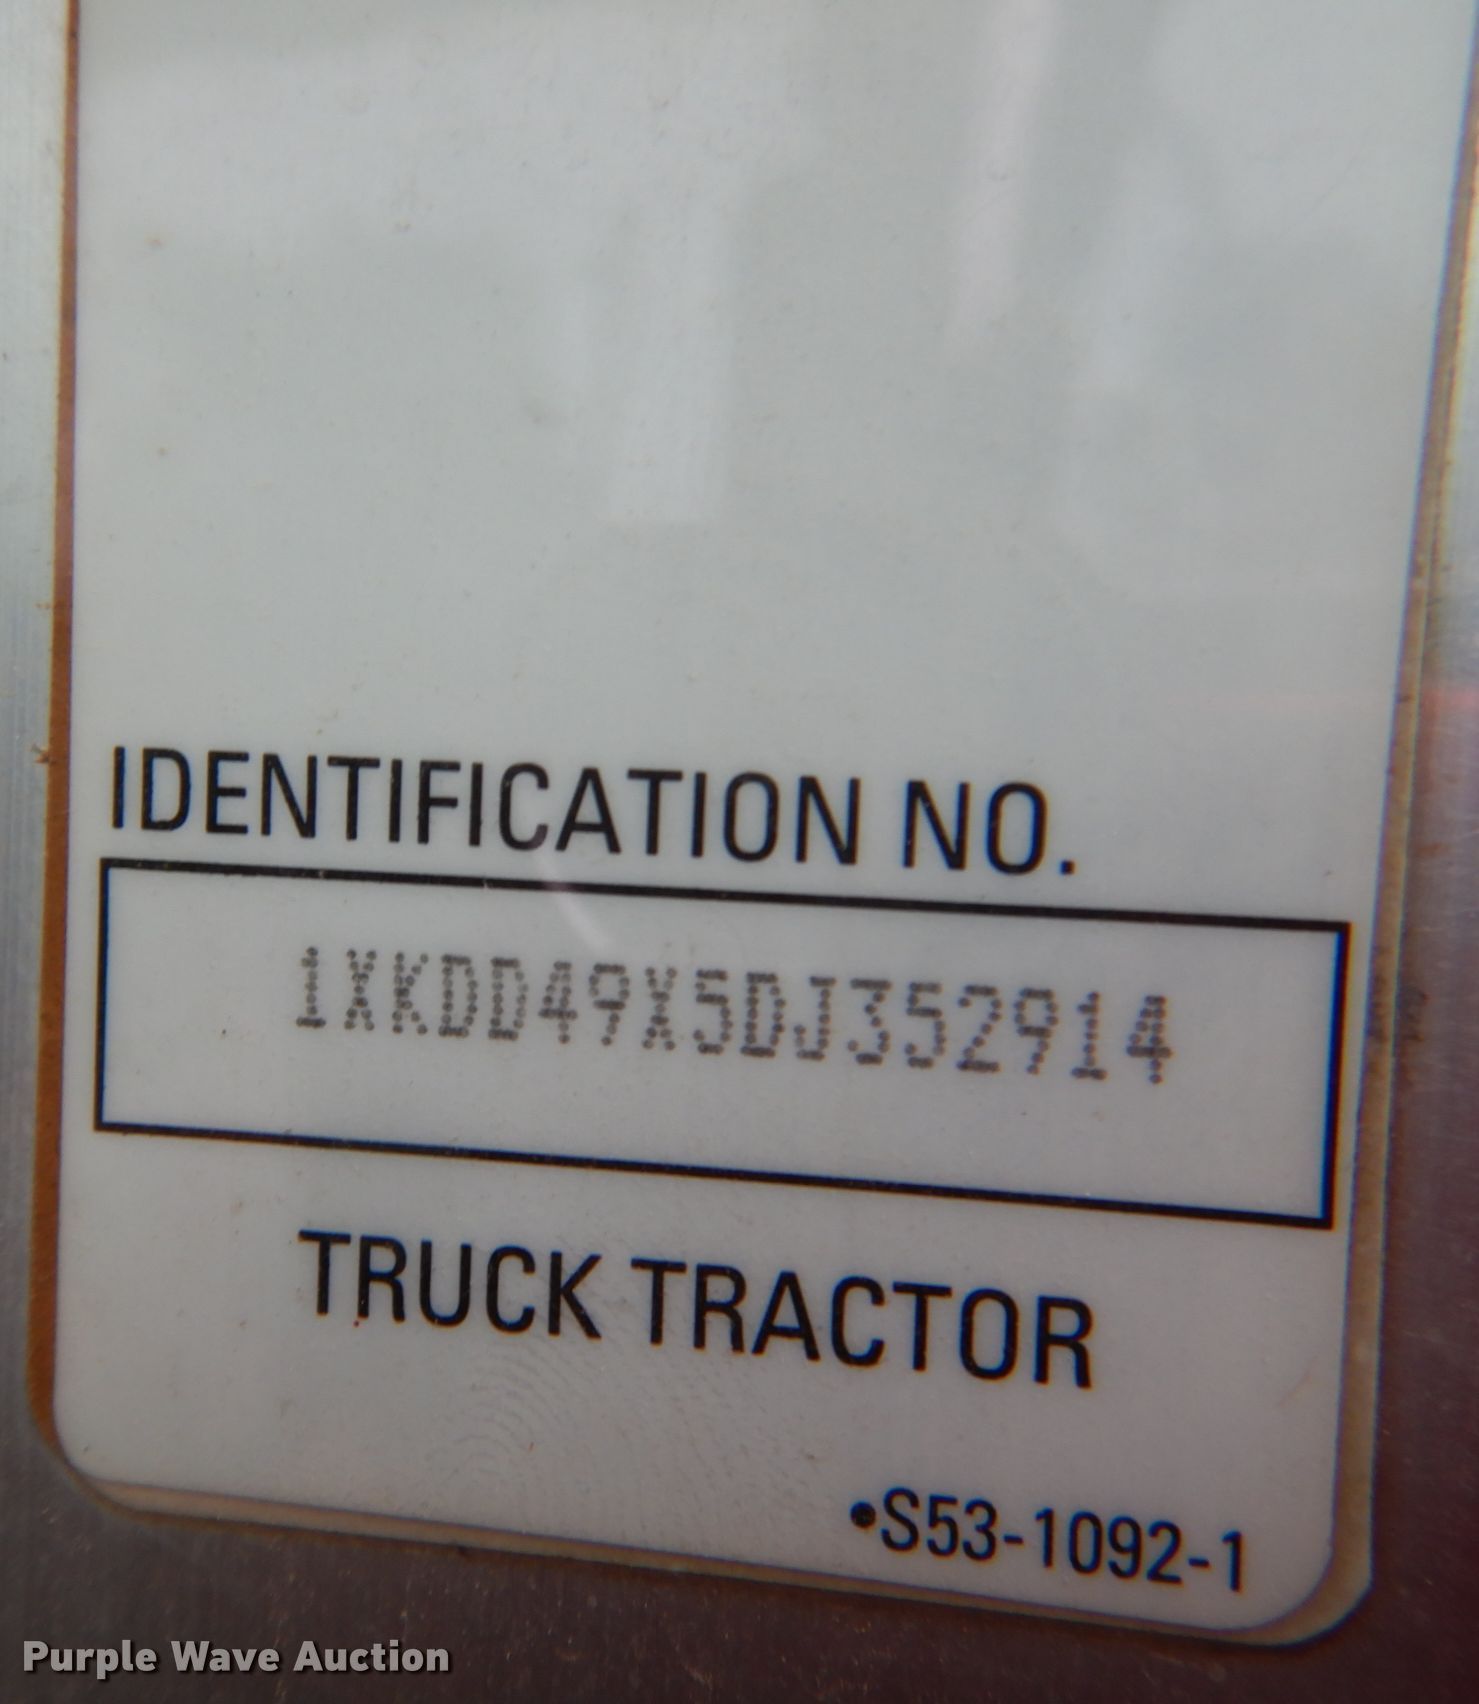 IDENTIFICATION NO.
1XKDD49X5DJ352914
TRUCK TRACTOR
•S53-1092-1
Purple Wave Auction